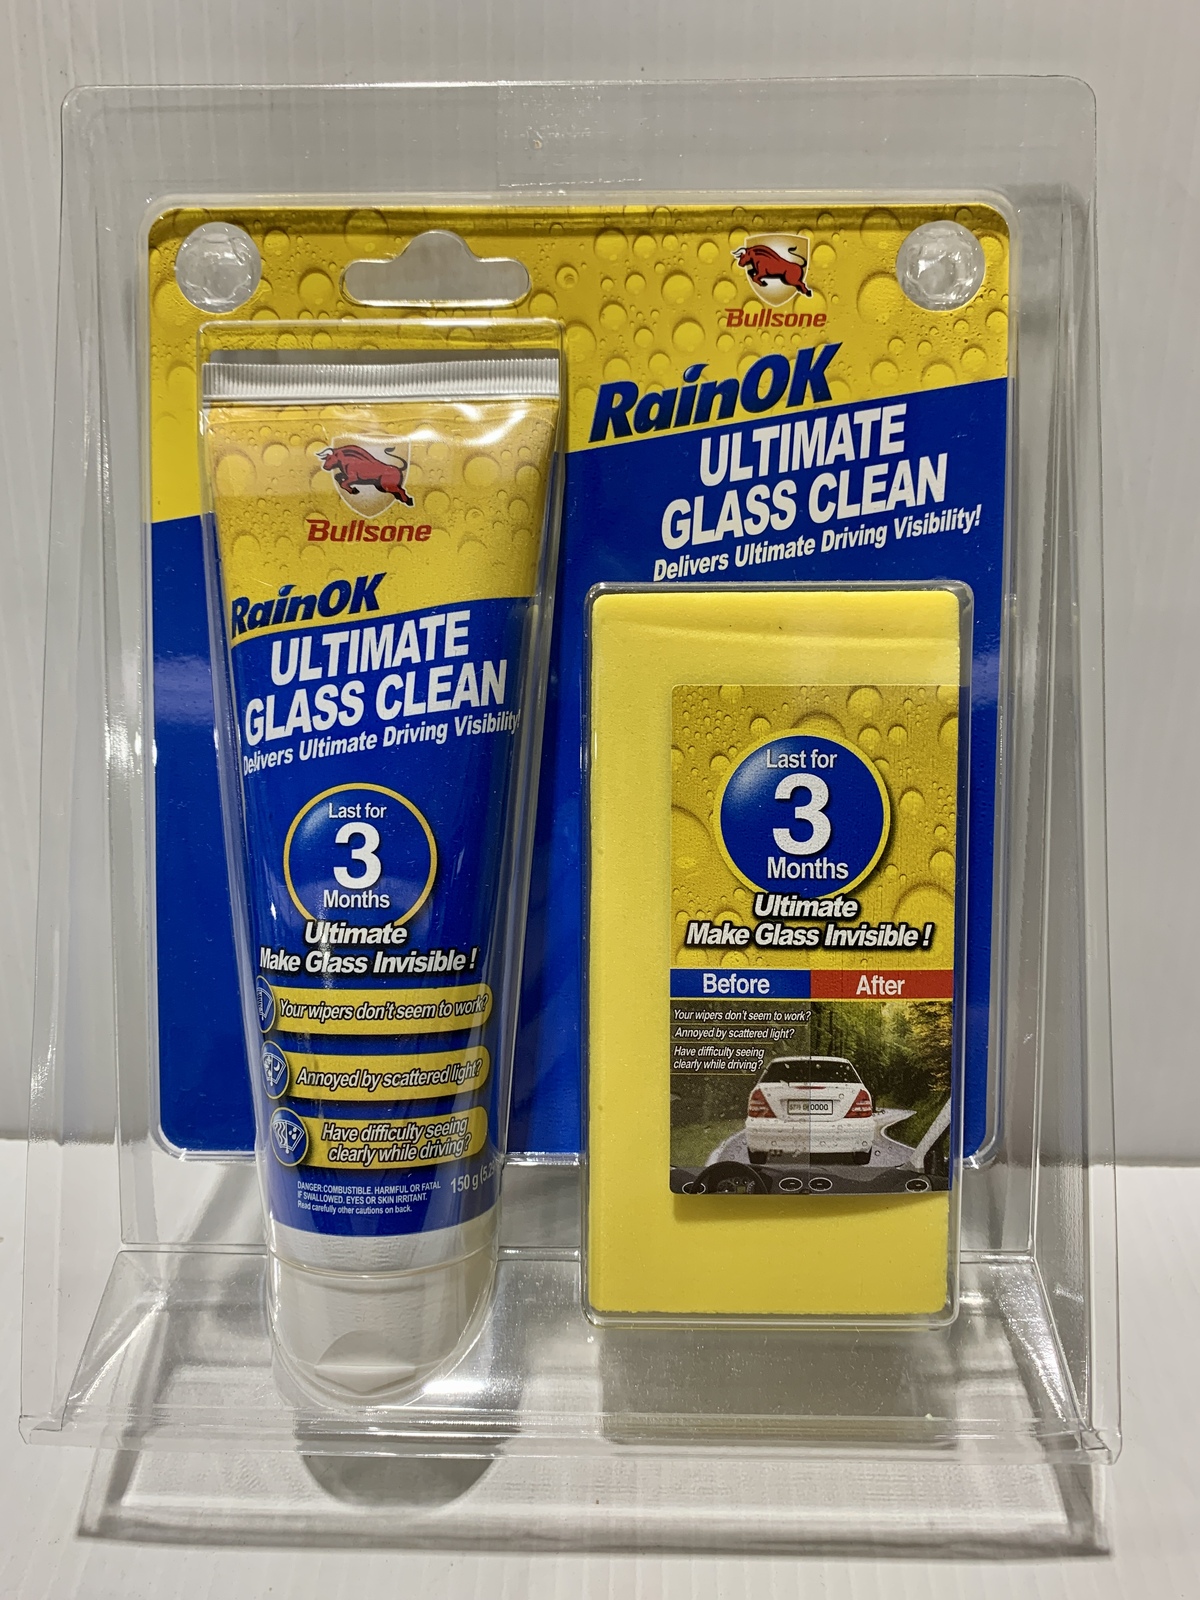 Bullsone
RainOK
ULTIMATE
GLASS CLEAN
Delivers Ultimate Driving Visibility!
Bullsone
RainOK
ULTIMATE
GLASS CLEAN
Delivers Ultimate Driving Visibility!
Last for
3
Months
Ultimate
Make Glass Invisible !
Your wipers don't seem to work?
Annoyed by scattered light?
Have difficulty seeing
clearly while driving?
DANGER:COMBUSTIBLE. HARMFUL OR FATAL
IF SWALLOWED. EYES OR SKIN IRRITANT.
Read carefully other cautions on back.
150 g
Last for
3
Months
Ultimate
Make Glass Invisible !
Before
After
Your wipers don't seem to work?
Annoyed by scattered light?
Have difficulty seeing
clearly while driving?